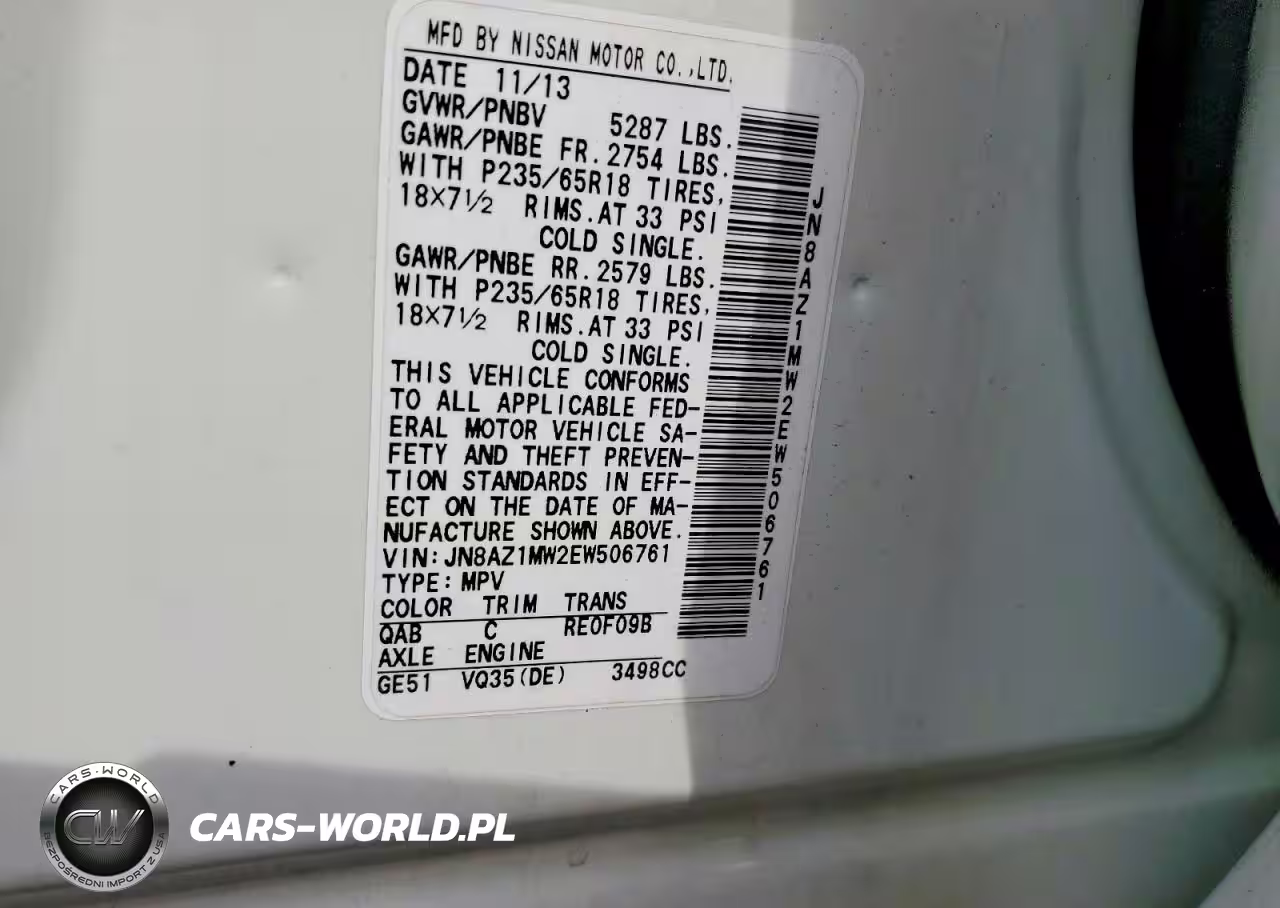 MFD BY NISSAN MOTOR CO.,LTD.
DATE 11/13
GVWR/PNBV 5287 LBS.
GAWR/PNBE FR. 2754 LBS.
WITH P235/65R18 TIRES,
18X7½ RIMS. AT 33 PSI
COLD SINGLE.
GAWR/PNBE RR. 2579 LBS.
WITH P235/65R18 TIRES,
18X7½ RIMS. AT 33 PSI
COLD SINGLE.
THIS VEHICLE CONFORMS
TO ALL APPLICABLE FED-
ERAL MOTOR VEHICLE SA-
FETY AND THEFT PREVEN-
TION STANDARDS IN EFF-
ECT ON THE DATE OF MA-
NUFACTURE SHOWN ABOVE.
VIN:JN8AZ1MW2EW506761
TYPE:MPV
COLOR TRIM TRANS
QAB C RE0F09B
AXLE ENGINE
GE51 VQ35(DE) 3498CC
JN8AZ1MW2EW506761
CARS-WORLD
CW
BEZPOŚREDNI IMPORT Z USA
CARS-WORLD.PL